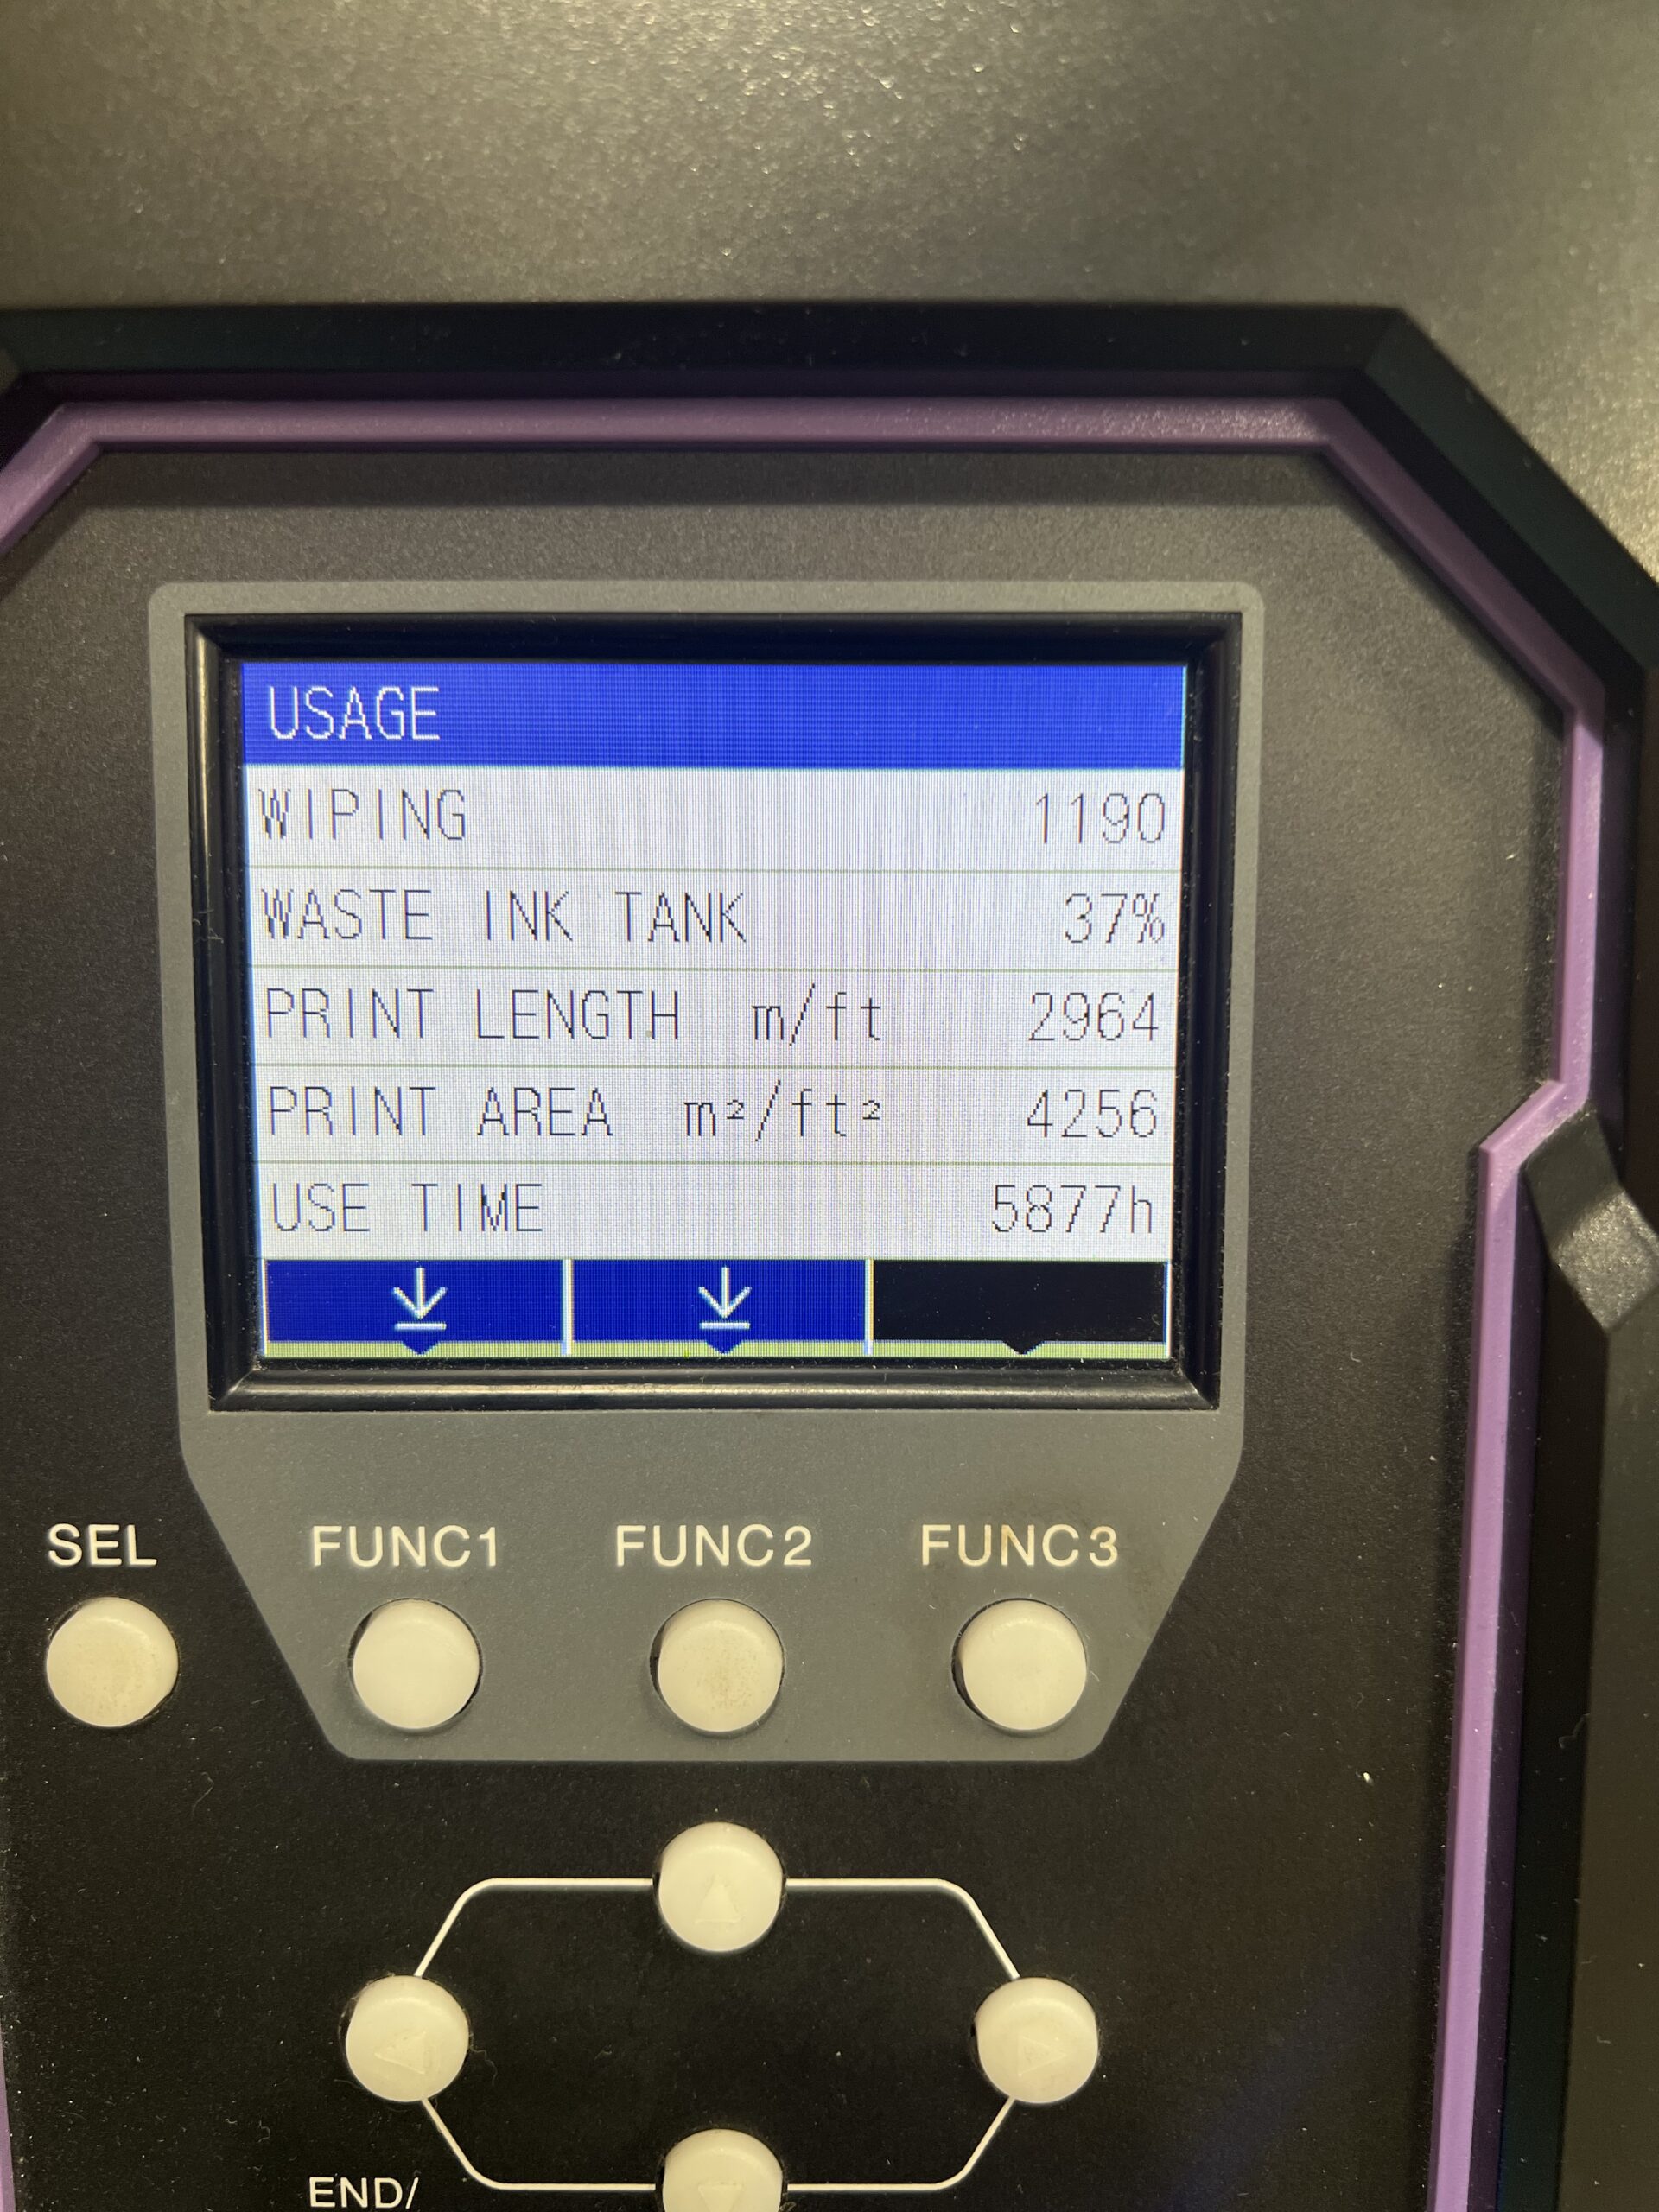 USAGE
WIPING 1190
WASTE INK TANK 37%
PRINT LENGTH m/ft 2964
PRINT AREA m²/ft² 4256
USE TIME 5877h
SEL FUNC1 FUNC2 FUNC3
END/